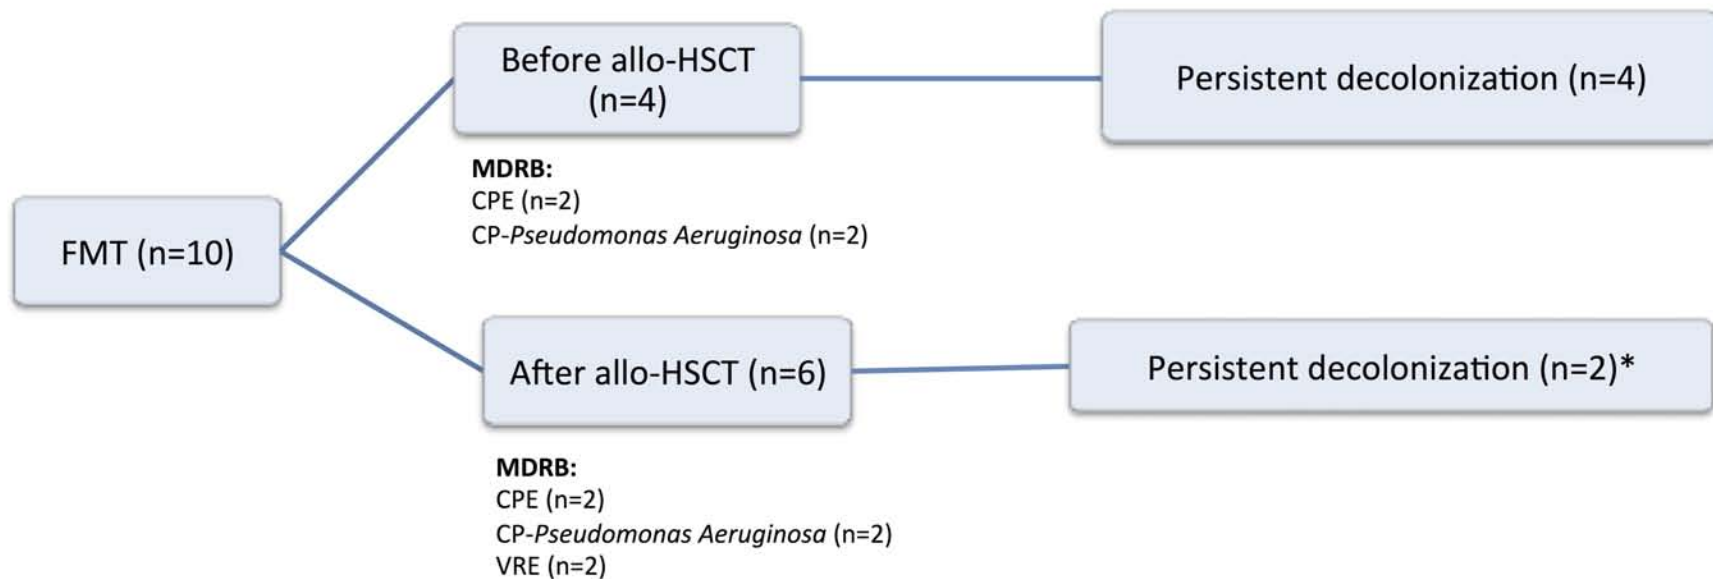 FMT (n=10)
Before allo-HSCT
(n=4)
MDRB:
CPE (n=2)
CP-Pseudomonas Aeruginosa (n=2)
Persistent decolonization (n=4)
After allo-HSCT (n=6)
MDRB:
CPE (n=2)
CP-Pseudomonas Aeruginosa (n=2)
VRE (n=2)
Persistent decolonization (n=2)*